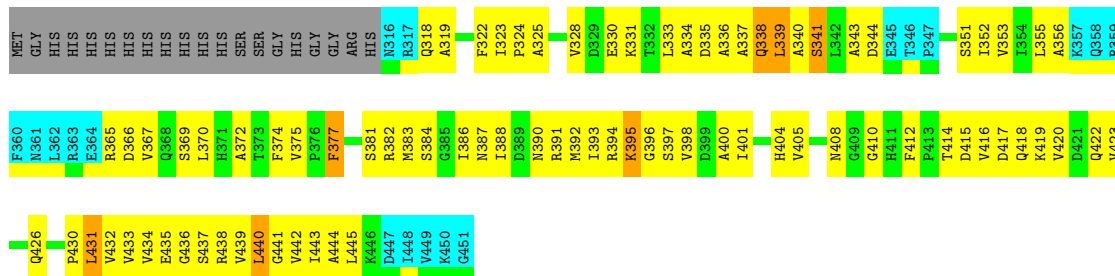 MET GLY HIS HIS HIS HIS HIS HIS HIS HIS HIS HIS SER SER GLY HIS GLY GLY ARG HIS N316 R317 Q318 A319 F322 I323 P324 A325 V328 D329 E330 K331 T332 L333 A334 D335 A336 A337 Q338 L339 A340 S341 L342 A343 D344 E345 T346 P347 S351 I352 V353 I354 L355 A356 K357 Q358 R359
F360 N361 L362 R363 E364 R365 D366 V367 Q368 S369 L370 H371 A372 T373 F374 V375 P376 F377 S381 R382 M383 S384 G385 I386 N387 I388 D389 N390 R391 M392 I393 R394 K395 G396 S397 V398 D399 A400 I401 H404 V405 N408 G409 G410 H411 F412 P413 T414 D415 V416 D417 Q418 K419 V420 D421 Q422 V423
Q426 P430 L431 V432 V433 V434 E435 G436 S437 R438 V439 L440 G441 V442 I443 A444 L445 K446 D447 I448 V449 K450 G451